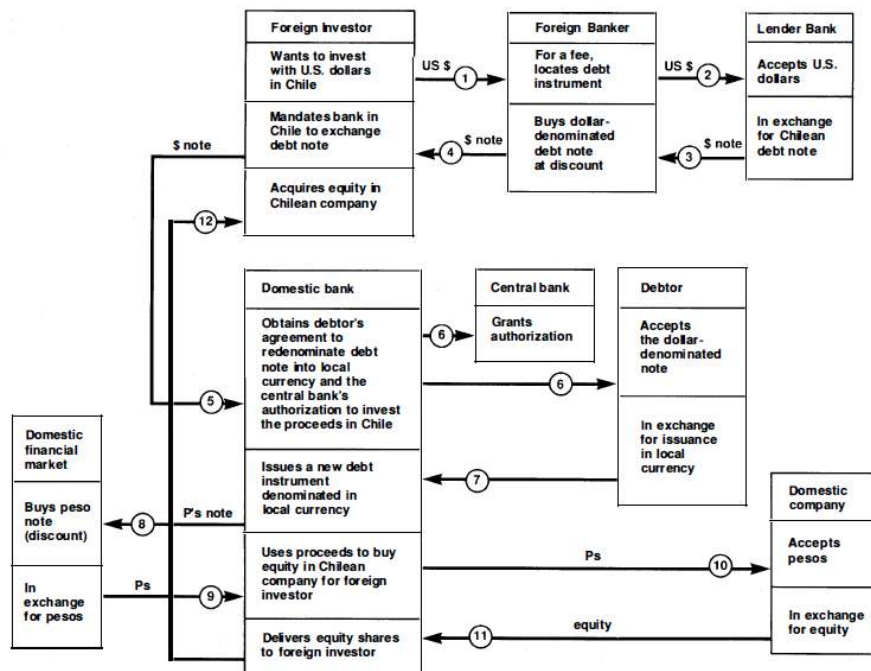 Foreign Investor
Wants to invest
with U.S. dollars
in Chile
Mandates bank in
Chile to exchange
debt note
Acquires equity in
Chilean company
US $
1
Foreign Banker
For a fee,
locates debt
instrument
Buys dollar-
denominated
debt note
at discount
US $
2
Lender Bank
Accepts U.S.
dollars
In exchange
for Chilean
debt note
$ note
3
$ note
4
$ note
12
5
Domestic bank
Obtains debtor's
agreement to
redenominate debt
note into local
currency and the
central bank's
authorization to invest
the proceeds in Chile
Issues a new debt
instrument
denominated in
local currency
Uses proceeds to buy
equity in Chilean
company for foreign
investor
Delivers equity shares
to foreign investor
6
Central bank
Grants
authorization
6
Debtor
Accepts
the dollar-
denominated
note
In exchange
for issuance
in local
currency
7
Domestic
financial
market
Buys peso
note
(discount)
In
exchange
for pesos
8
P's note
Ps
9
Ps
10
Domestic
company
Accepts
pesos
In exchange
for equity
equity
11